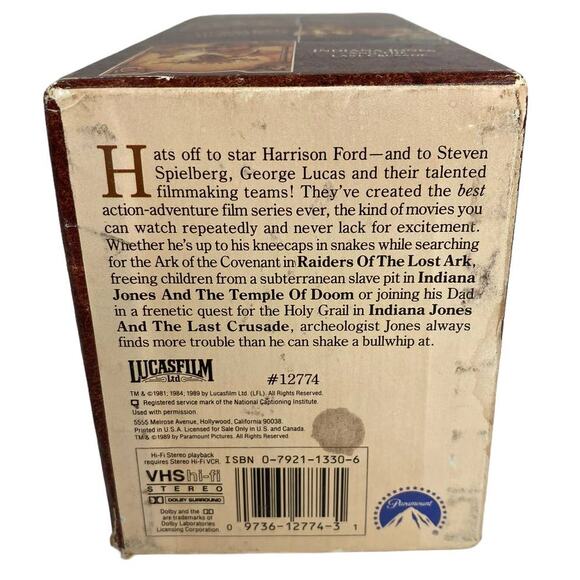 INDIANA JONES
LAST CRUSADE
Hats off to star Harrison Ford—and to Steven
Spielberg, George Lucas and their talented
filmmaking teams! They've created the best
action-adventure film series ever, the kind of movies you
can watch repeatedly and never lack for excitement.
Whether he's up to his kneecaps in snakes while searching
for the Ark of the Covenant in Raiders Of The Lost Ark,
freeing children from a subterranean slave pit in Indiana
Jones And The Temple Of Doom or joining his Dad
in a frenetic quest for the Holy Grail in Indiana Jones
And The Last Crusade, archeologist Jones always
finds more trouble than he can shake a bullwhip at.
LUCASFILM
Ltd
#12774
TM & ©1981, 1984, 1989 by Lucasfilm Ltd. (LFL). All Rights Reserved.
Registered service mark of the National Captioning Institute.
Used with permission.
5555 Melrose Avenue, Hollywood, California 90038.
Printed in U.S.A. Licensed for Sale Only in U.S. and Canada.
TM & ©1989 by Paramount Pictures. All Rights Reserved.
Hi-Fi Stereo playback
requires Stereo Hi-Fi VCR.
VHS hi-fi
STEREO
DOLBY SURROUND
Dolby and the DD
are trademarks of
Dolby Laboratories
Licensing Corporation.
ISBN 0-7921-1330-6
0 9736-12774-3 1
Paramount